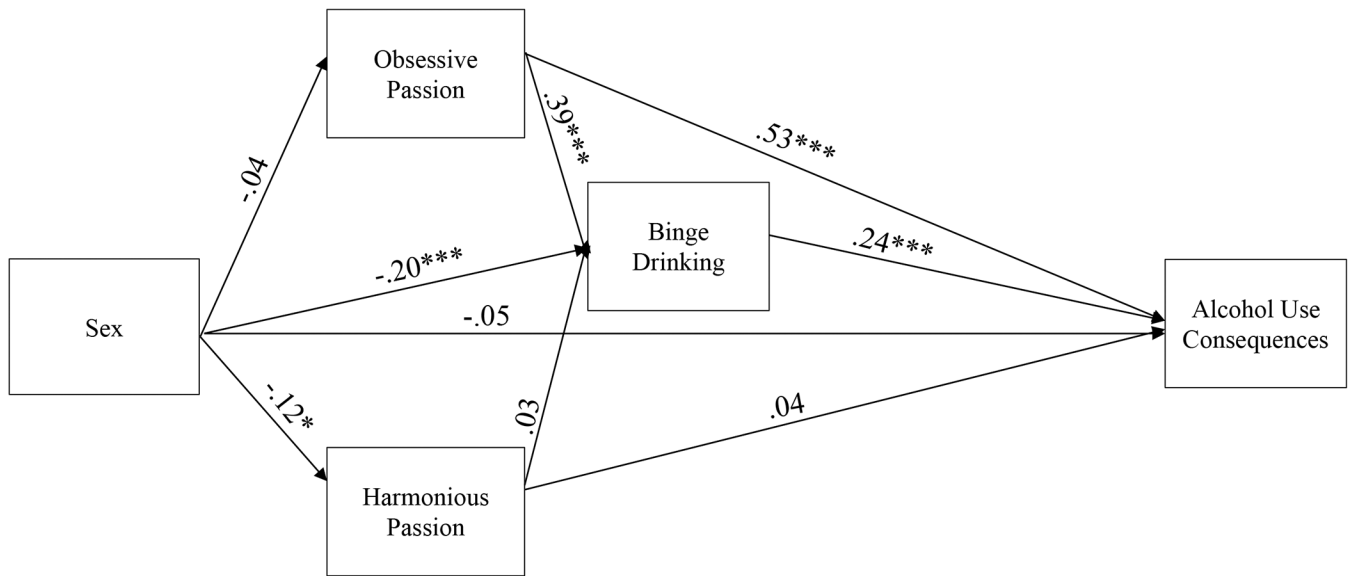 Obsessive
Passion
.39***
.53***
-.04
Binge
Drinking
-.20***
.24***
Sex
-.05
Alcohol Use
Consequences
-.12*
.03
.04
Harmonious
Passion